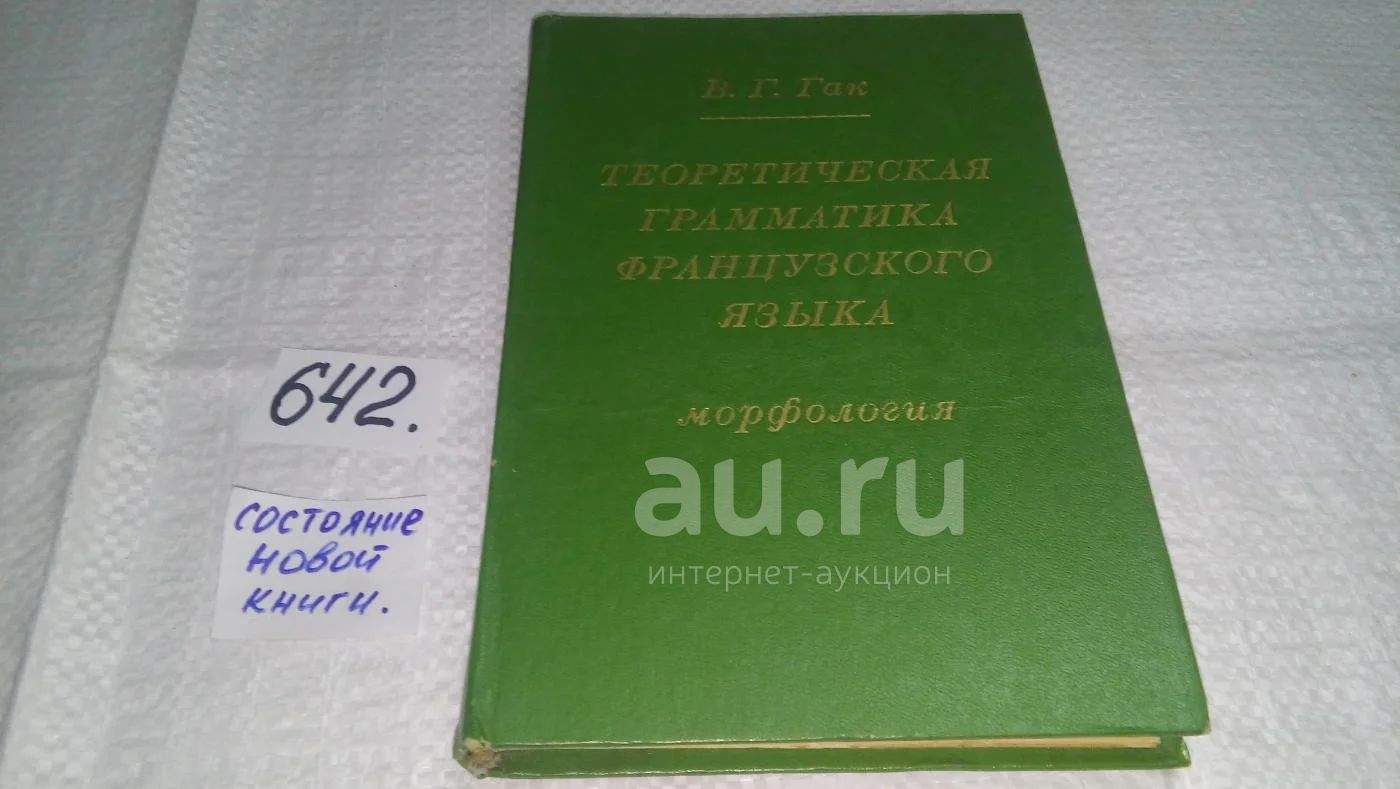 В. Г. Гак
ТЕОРЕТИЧЕСКАЯ
ГРАММАТИКА
ФРАНЦУЗСКОГО
ЯЗЫКА
морфология
642.
состояние
новой
книги.
au.ru
интернет-аукцион